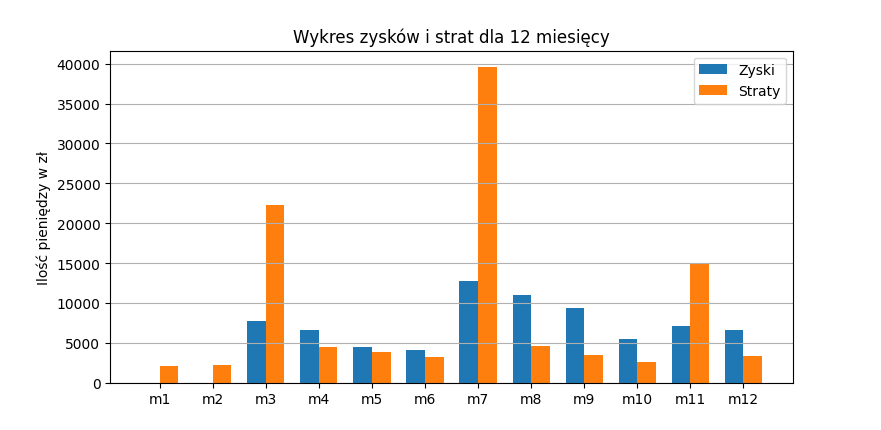 Wykres zysków i strat dla 12 miesięcy
Zyski
Straty
Ilość pieniędzy w zł
40000
35000
30000
25000
20000
15000
10000
5000
0
m1 m2 m3 m4 m5 m6 m7 m8 m9 m10 m11 m12